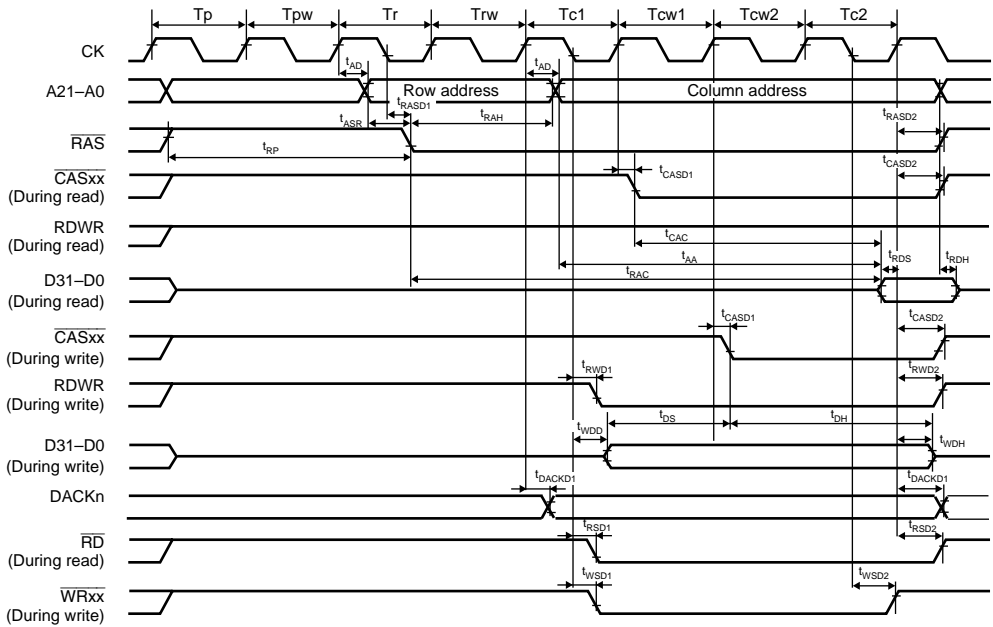 Tp Tpw Tr Trw Tc1 Tcw1 Tcw2 Tc2
CK
tAD tAD
A21–A0 Row address Column address
tRASD1 tRASD2
tASR tRAH
RAS
tRP
CASxx tCASD1 tCASD2
(During read)
RDWR
(During read)
tCAC
tAA tRDS tRDH
tRAC
D31–D0
(During read)
tCASD1 tCASD2
CASxx
(During write)
RDWR tRWD1 tRWD2
(During write)
tDS tDH
D31–D0 tWDD tWDH
(During write)
tDACKD1 tDACKD1
DACKn
tRSD1 tRSD2
RD
(During read)
tWSD1 tWSD2
WRxx
(During write)